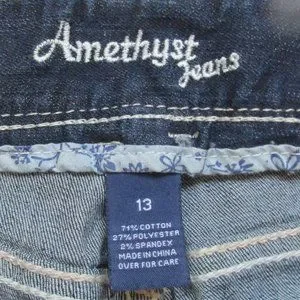 Amethyst
Jeans
13
71% COTTON
27% POLYESTER
2% SPANDEX
MADE IN CHINA
OVER FOR CARE